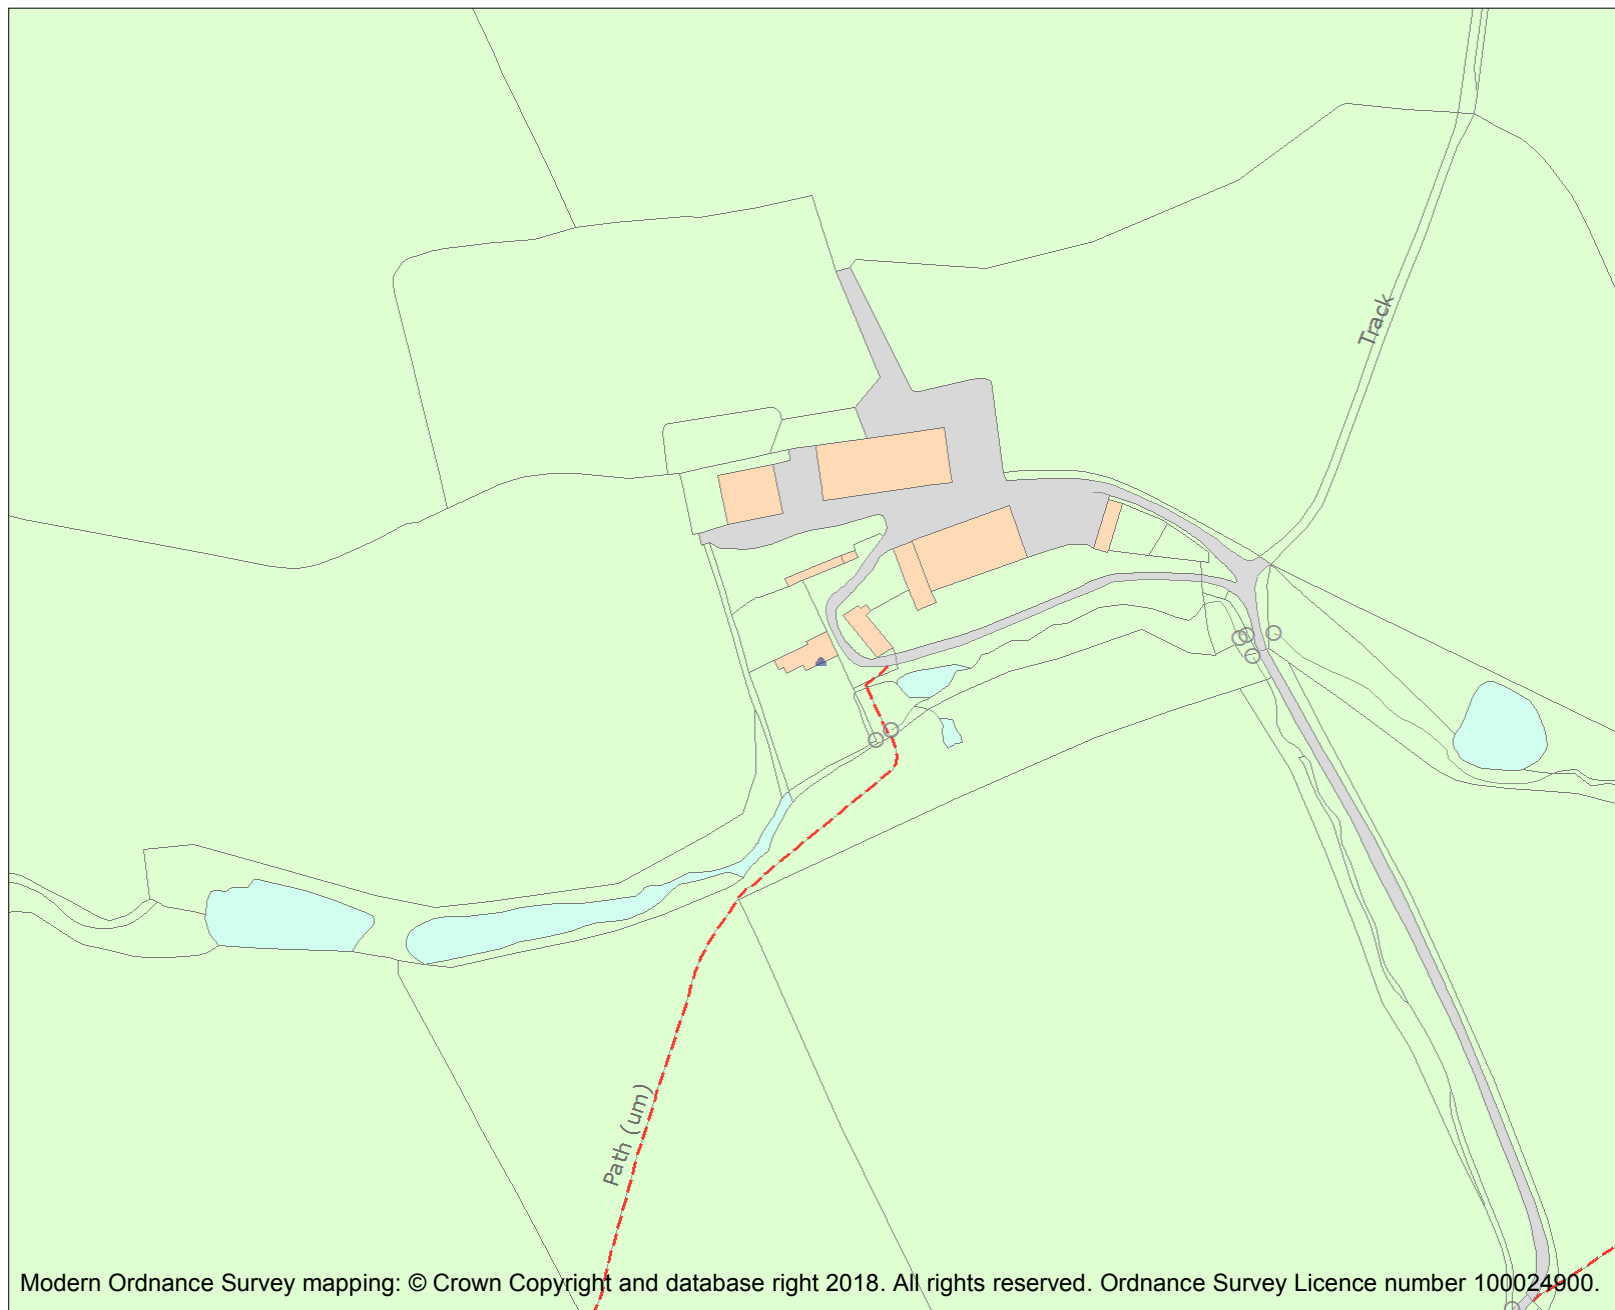 Track
Path (um)
Modern Ordnance Survey mapping: © Crown Copyright and database right 2018. All rights reserved. Ordnance Survey Licence number 100024900.